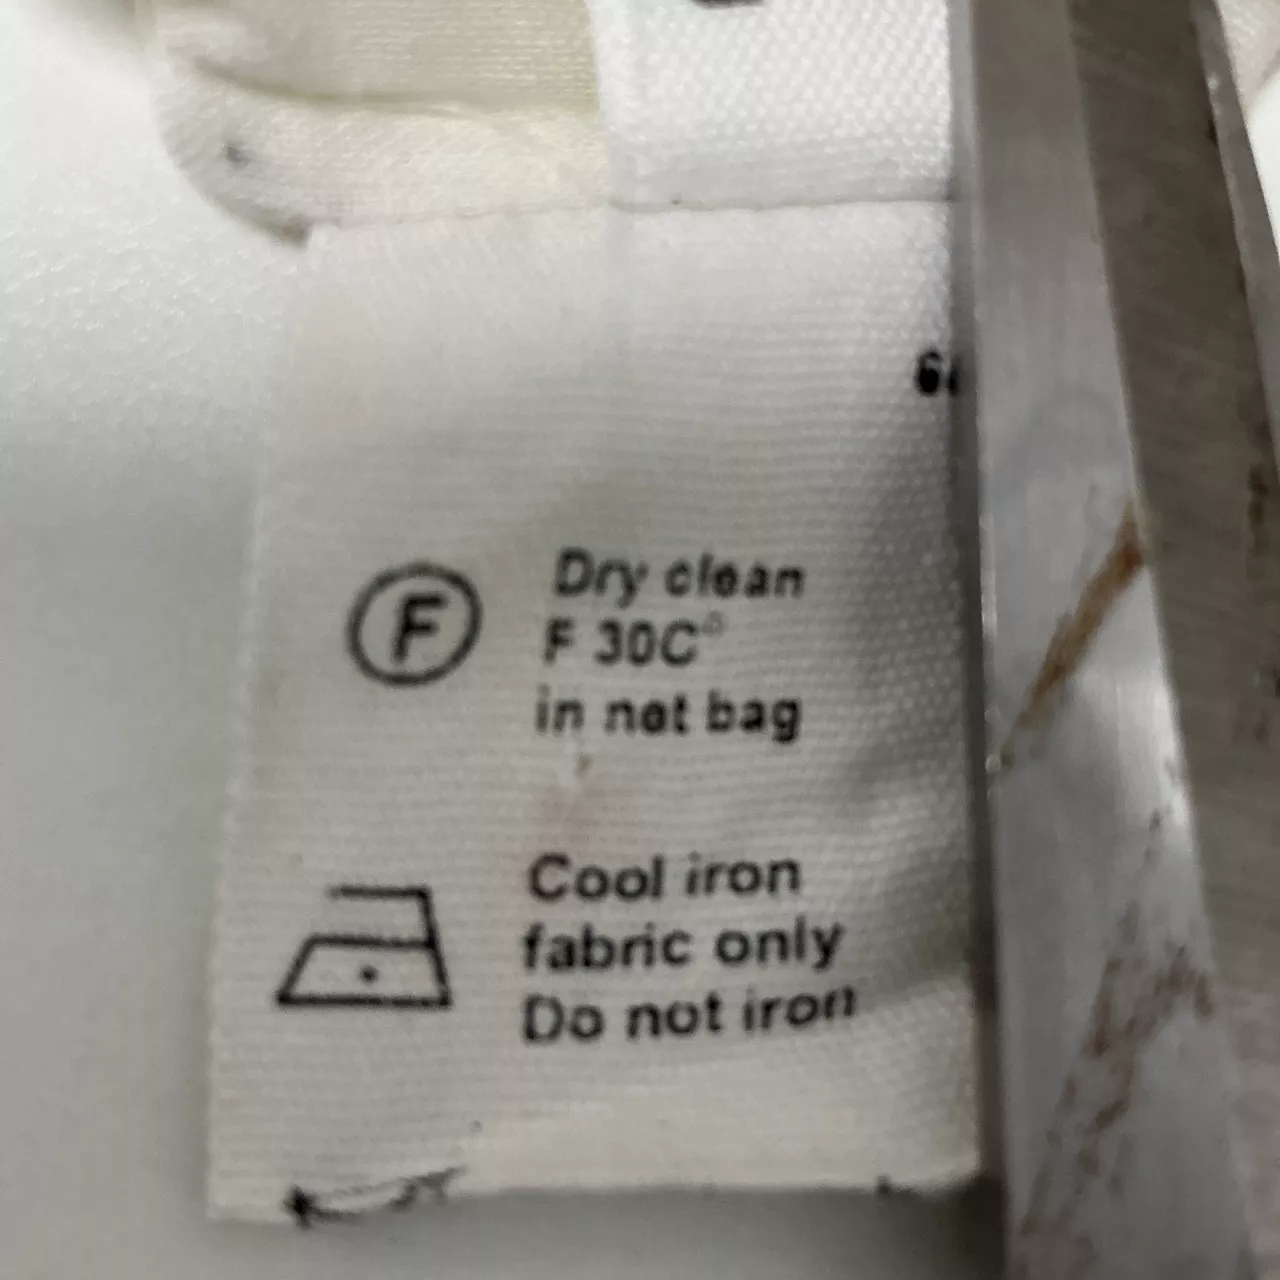 F
Dry clean
F 30C°
in net bag
Cool iron
fabric only
Do not iron